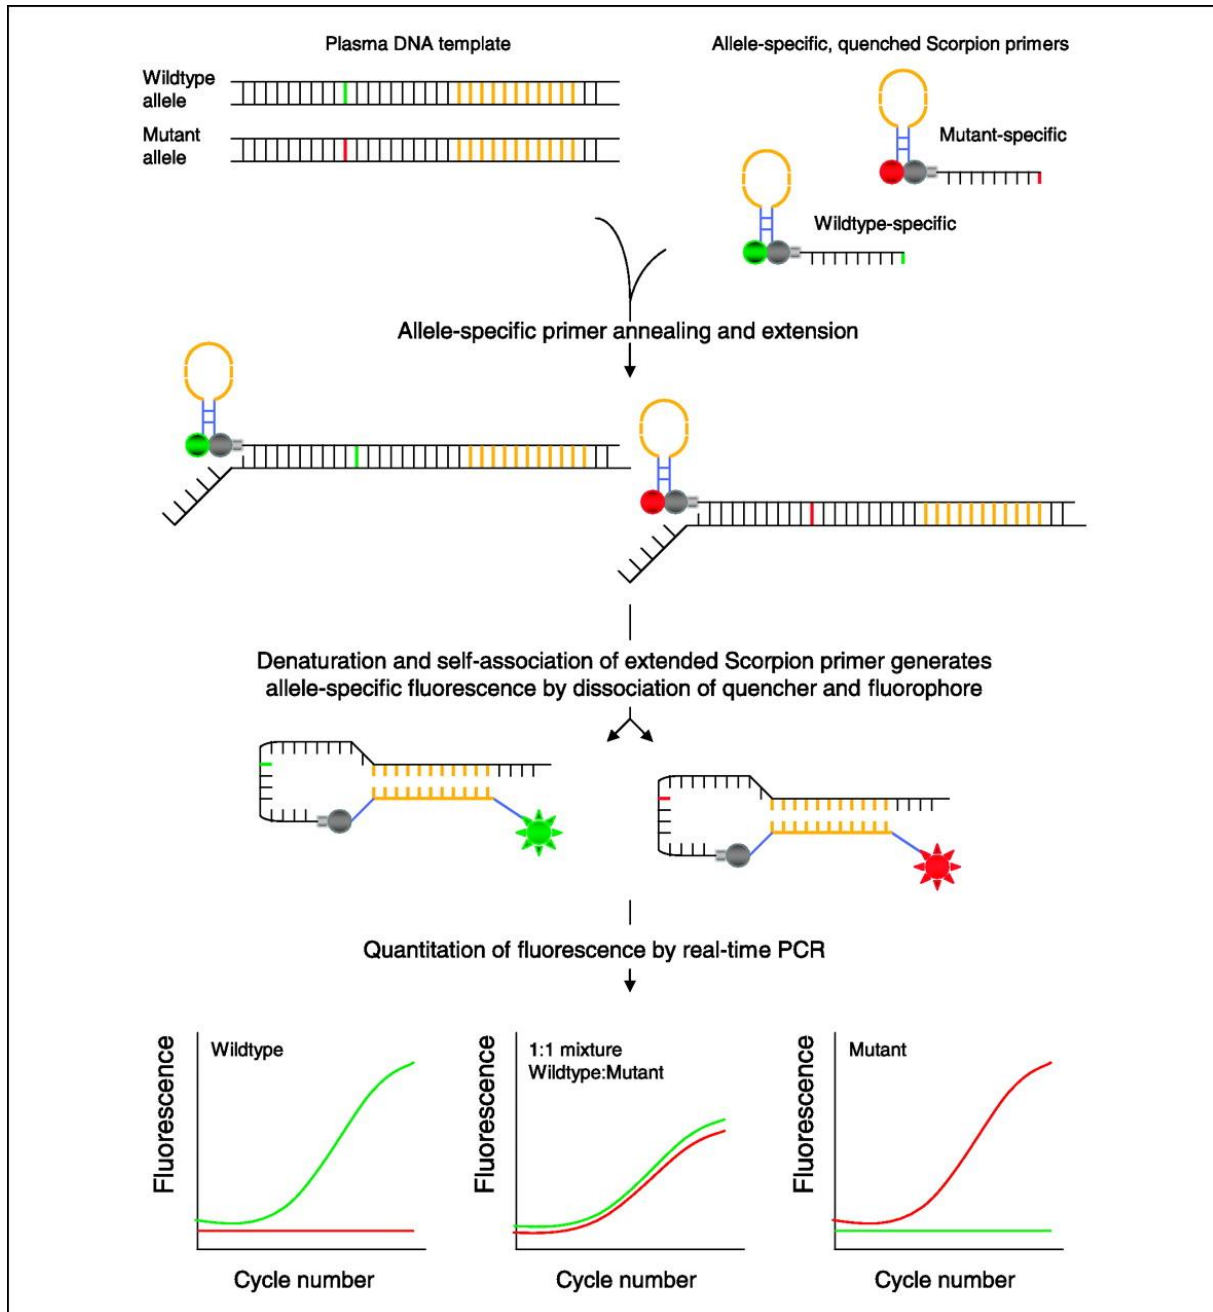 Plasma DNA template
Allele-specific, quenched Scorpion primers
Wildtype
allele
Mutant
allele
Mutant-specific
Wildtype-specific
Allele-specific primer annealing and extension
Denaturation and self-association of extended Scorpion primer generates
allele-specific fluorescence by dissociation of quencher and fluorophore
Quantitation of fluorescence by real-time PCR
Fluorescence
Wildtype
Cycle number
Fluorescence
1:1 mixture
Wildtype:Mutant
Cycle number
Fluorescence
Mutant
Cycle number